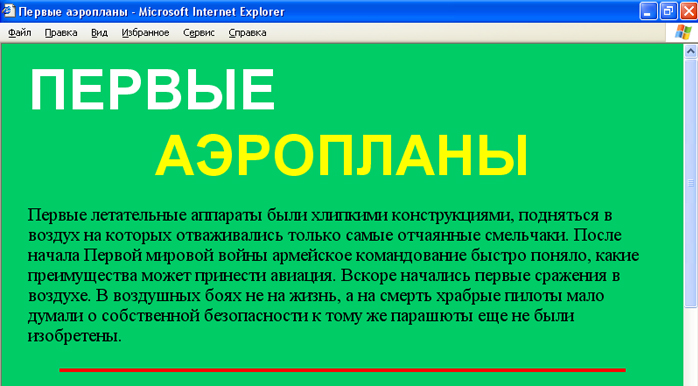 Первые аэропланы - Microsoft Internet Explorer
Файл Правка Вид Избранное Сервис Справка
ПЕРВЫЕ
АЭРОПЛАНЫ
Первые летательные аппараты были хлипкими конструкциями, подняться в
воздух на которых отваживались только самые отчаянные смельчаки. После
начала Первой мировой войны армейское командование быстро поняло, какие
преимущества может принести авиация. Вскоре начались первые сражения в
воздухе. В воздушных боях не на жизнь, а на смерть храбрые пилоты мало
думали о собственной безопасности к тому же парашюты еще не были
изобретены.